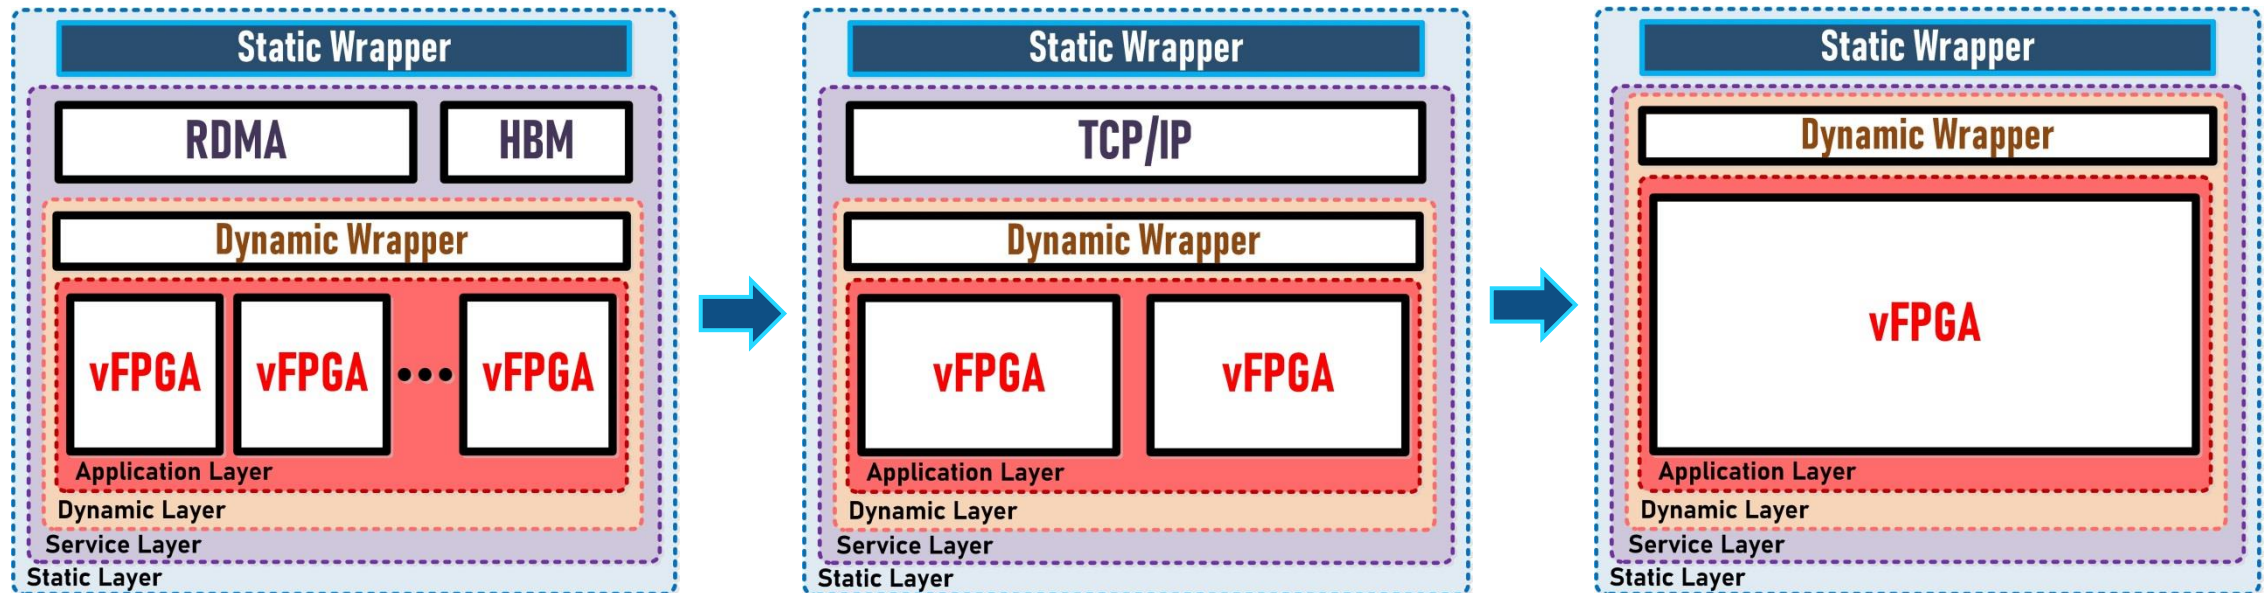 Static Wrapper
RDMA
HBM
Dynamic Wrapper
vFPGA
vFPGA
•••
vFPGA
Application Layer
Dynamic Layer
Service Layer
Static Layer
Static Wrapper
TCP/IP
Dynamic Wrapper
vFPGA
vFPGA
Application Layer
Dynamic Layer
Service Layer
Static Layer
Static Wrapper
Dynamic Wrapper
vFPGA
Application Layer
Dynamic Layer
Service Layer
Static Layer